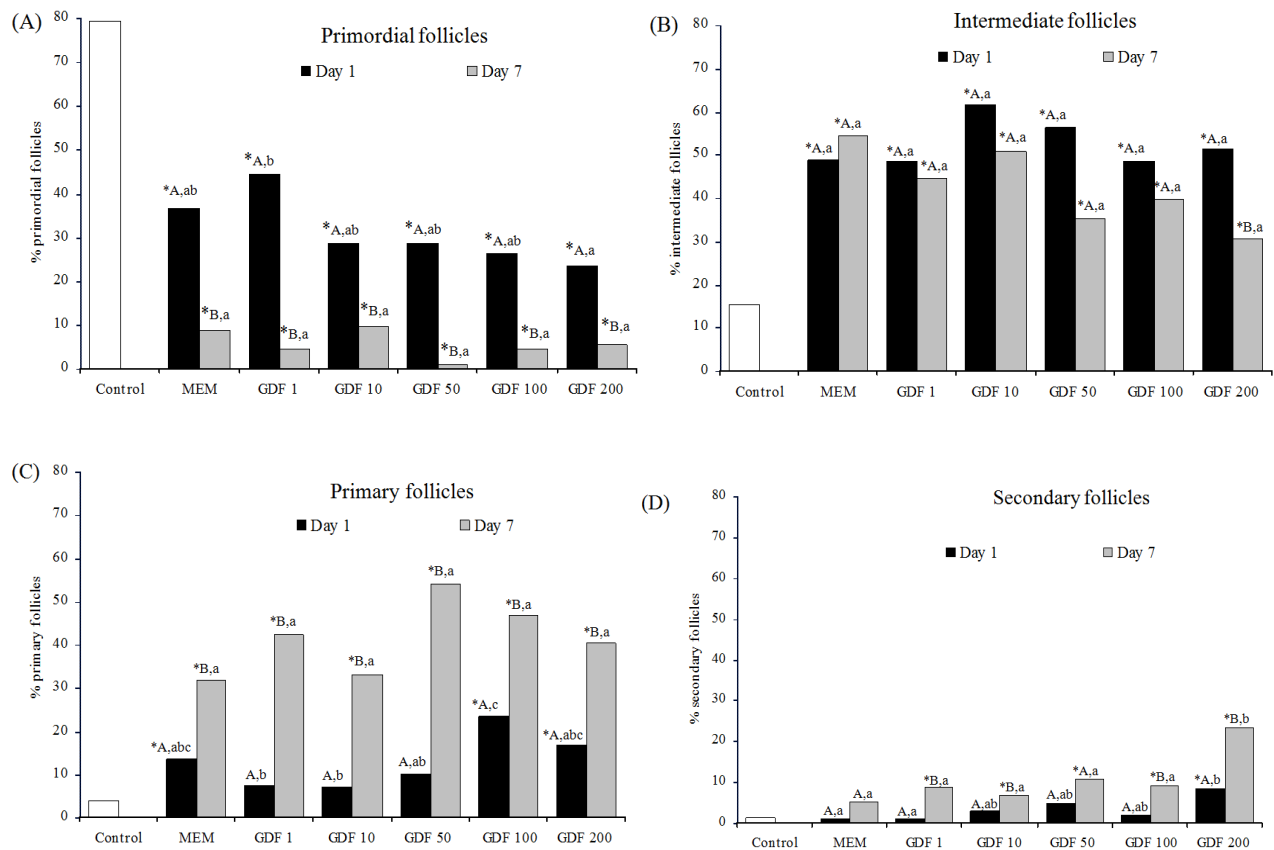 (A)
Primordial follicles
Day 1 Day 7
% primordial follicles
80
70
60
50
40
30
20
10
0
*A,ab *B,a *A,b *B,a *A,ab *B,a *A,ab *B,a *A,ab *B,a *A,a *B,a
Control MEM GDF 1 GDF 10 GDF 50 GDF 100 GDF 200
(B)
Intermediate follicles
Day 1 Day 7
% intermediate follicles
80
70
60
50
40
30
20
10
0
*A,a *A,a *A,a *A,a *A,a *A,a *A,a *A,a *A,a *A,a *A,a *B,a
Control MEM GDF 1 GDF 10 GDF 50 GDF 100 GDF 200
(C)
Primary follicles
Day 1 Day 7
% primary follicles
80
70
60
50
40
30
20
10
0
*A,abc *B,a A,b *B,a A,b *B,a A,ab *B,a *A,c *B,a *A,abc *B,a
Control MEM GDF 1 GDF 10 GDF 50 GDF 100 GDF 200
(D)
Secondary follicles
Day 1 Day 7
% secondary follicles
80
70
60
50
40
30
20
10
0
A,a A,a A,a *B,a A,ab *B,a A,ab *A,a A,ab *B,a *A,b *B,b
Control MEM GDF 1 GDF 10 GDF 50 GDF 100 GDF 200